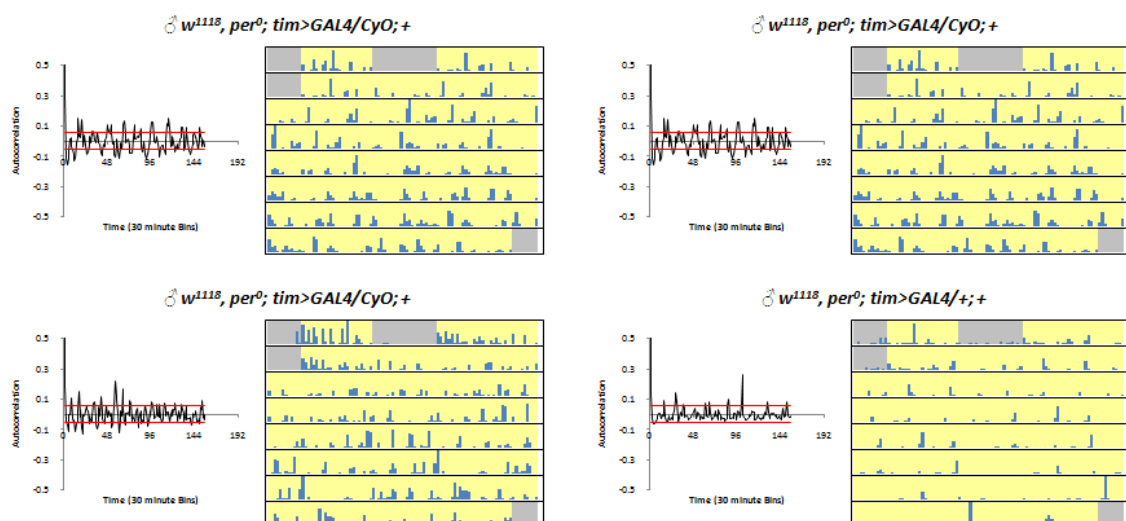 ♂ w¹¹¹⁸, per⁰; tim>GAL4/CyO;+
♂ w¹¹¹⁸, per⁰; tim>GAL4/CyO;+
0.5
0.3
0.1
-0.1
-0.3
-0.5
Autocorrelation
0 48 96 144 192
Time (30 minute Bins)
0.5
0.3
0.1
-0.1
-0.3
-0.5
Autocorrelation
0 48 96 144 192
Time (30 minute Bins)
♂ w¹¹¹⁸, per⁰; tim>GAL4/CyO;+
♂ w¹¹¹⁸, per⁰; tim>GAL4/+;+
0.5
0.3
0.1
-0.1
-0.3
-0.5
Autocorrelation
0 48 96 144 192
Time (30 minute Bins)
0.5
0.3
0.1
-0.1
-0.3
-0.5
Autocorrelation
0 48 96 144 192
Time (30 minute Bins)